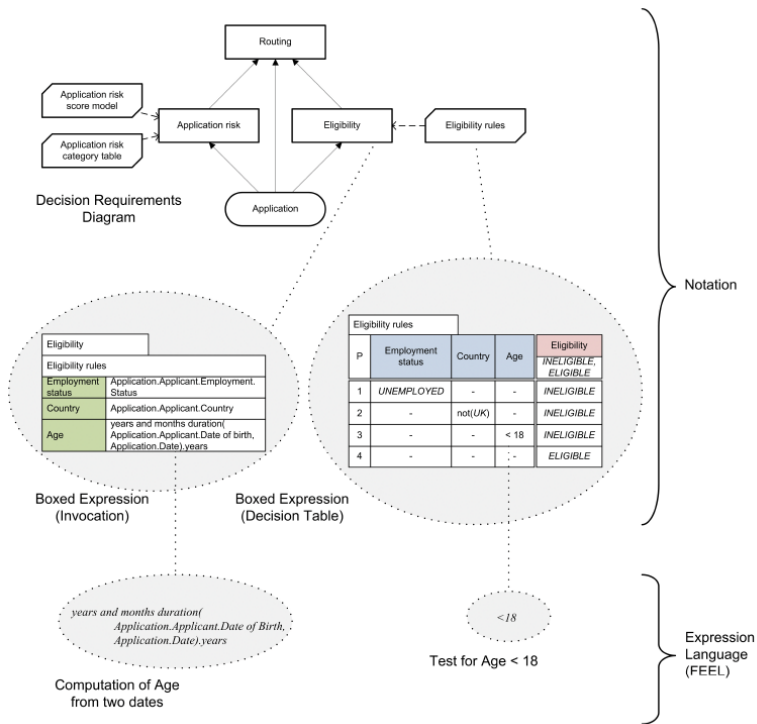 Routing
Application risk
score model
Application risk
category table
Application risk
Eligibility
Eligibility rules
Application
Decision Requirements
Diagram
Notation
Eligibility
Eligibility rules
Employment
status
Application.Applicant.Employment.
Status
Country
Application.Applicant.Country
Age
years and months duration(
Application.Applicant.Date of birth,
Application.Date).years
Boxed Expression
(Invocation)
Eligibility rules
P
Employment
status
Country
Age
Eligibility
INELIGIBLE,
ELIGIBLE
1 UNEMPLOYED - - INELIGIBLE
2 - not(UK) - INELIGIBLE
3 - - < 18 INELIGIBLE
4 - - - ELIGIBLE
Boxed Expression
(Decision Table)
years and months duration(
Application.Applicant.Date of Birth,
Application.Date).years
Computation of Age
from two dates
<18
Test for Age < 18
Expression
Language
(FEEL)